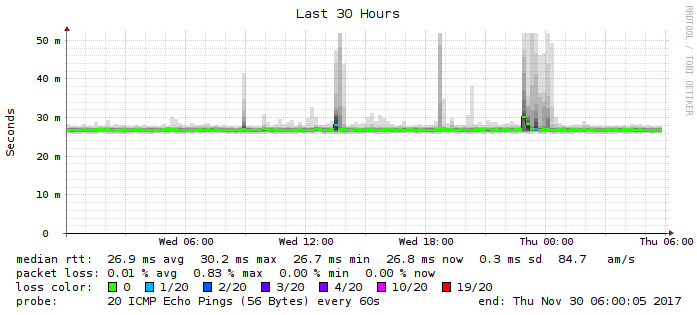 Last 30 Hours
RRDTOOL / TOBI OETIKER
Seconds
50 m
40 m
30 m
20 m
10 m
0
Wed 06:00 Wed 12:00 Wed 18:00 Thu 00:00 Thu 06:00
median rtt: 26.9 ms avg 30.2 ms max 26.7 ms min 26.8 ms now 0.3 ms sd 84.7 am/s
packet loss: 0.01 % avg 0.83 % max 0.00 % min 0.00 % now
loss color: 0 1/20 2/20 3/20 4/20 10/20 19/20
probe: 20 ICMP Echo Pings (56 Bytes) every 60s end: Thu Nov 30 06:00:05 2017